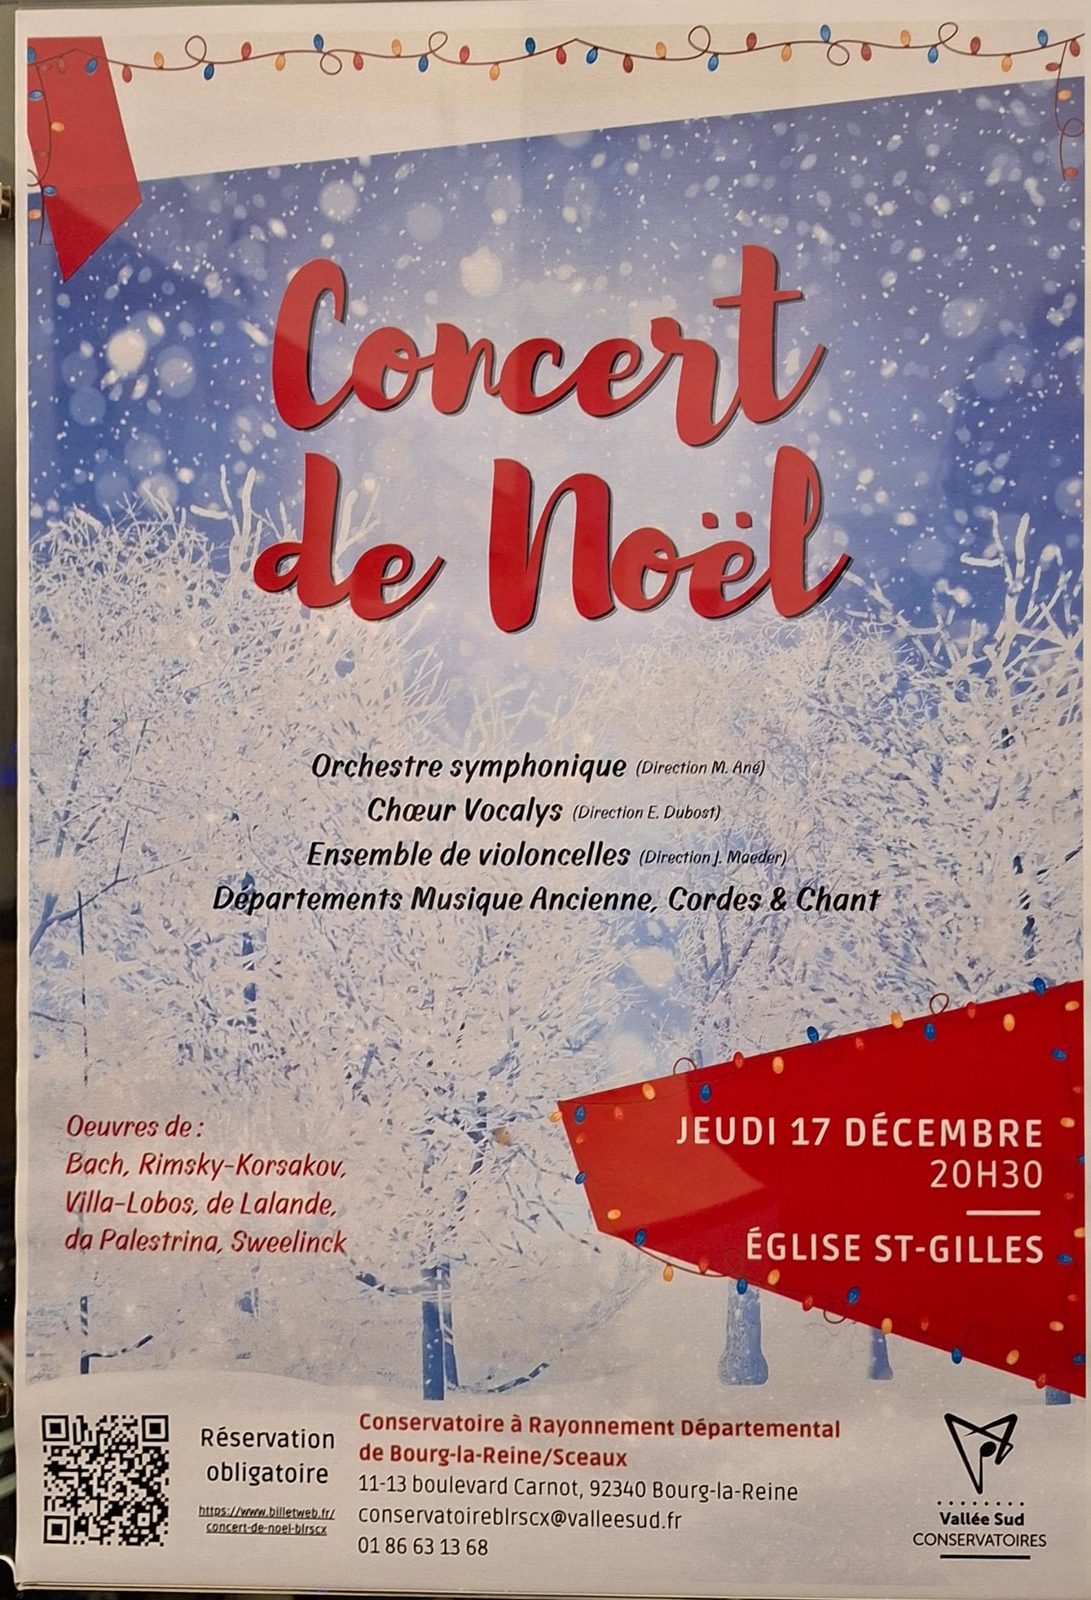 Concert
de Noël
Orchestre symphonique (Direction M. Ané)
Chœur Vocalys (Direction E. Dubost)
Ensemble de violoncelles (Direction J. Maeder)
Départements Musique Ancienne, Cordes & Chant
Oeuvres de :
Bach, Rimsky-Korsakov,
Villa-Lobos, de Lalande,
da Palestrina, Sweelinck
JEUDI 17 DÉCEMBRE
20H30
ÉGLISE ST-GILLES
Réservation
obligatoire
https://www.billetweb.fr/
concert-de-noel-blrscx
Conservatoire à Rayonnement Départemental
de Bourg-la-Reine/Sceaux
11-13 boulevard Carnot, 92340 Bourg-la-Reine
conservatoireblrscx@valleesud.fr
01 86 63 13 68
Vallée Sud
CONSERVATOIRES